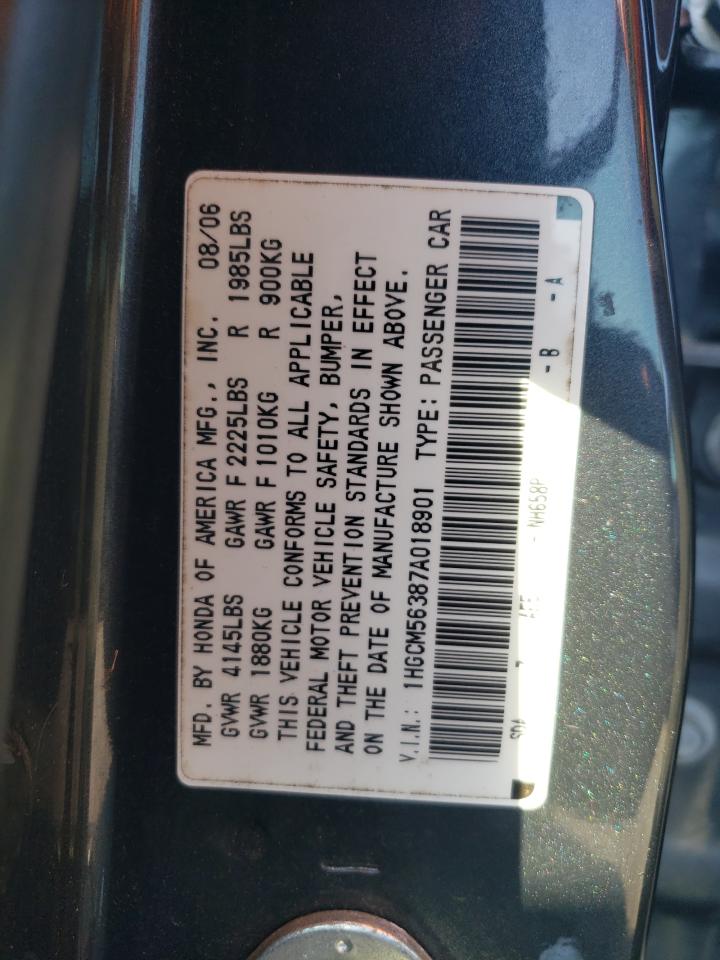 MFD. BY HONDA OF AMERICA MFG., INC. 08/06
GVWR 4145LBS GAWR F 2225LBS R 1985LBS
GVWR 1880KG GAWR F 1010KG R 900KG
THIS VEHICLE CONFORMS TO ALL APPLICABLE
FEDERAL MOTOR VEHICLE SAFETY, BUMPER,
AND THEFT PREVENTION STANDARDS IN EFFECT
ON THE DATE OF MANUFACTURE SHOWN ABOVE.
V.I.N.: 1HGCM56387A018901 TYPE: PASSENGER CAR
SDA 7 - NH658P - B - A